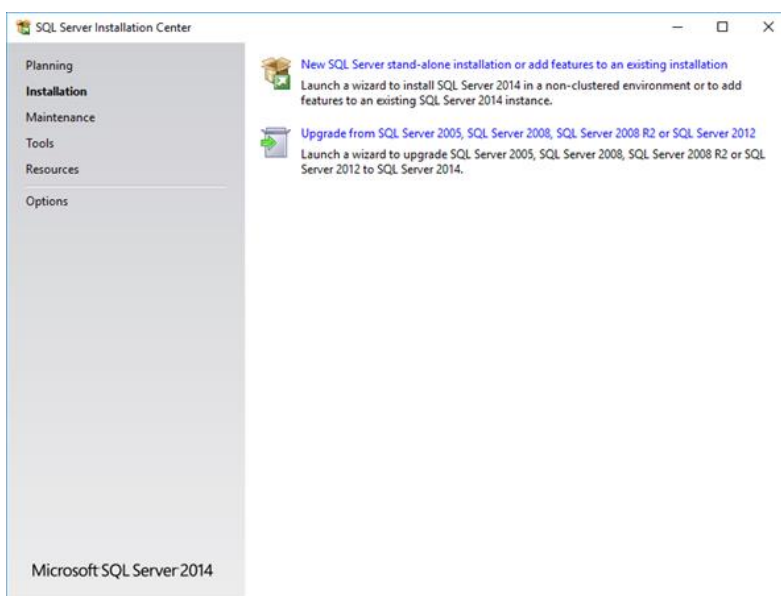 SQL Server Installation Center
Planning
Installation
Maintenance
Tools
Resources
Options
Microsoft SQL Server 2014
New SQL Server stand-alone installation or add features to an existing installation
Launch a wizard to install SQL Server 2014 in a non-clustered environment or to add
features to an existing SQL Server 2014 instance.
Upgrade from SQL Server 2005, SQL Server 2008, SQL Server 2008 R2 or SQL Server 2012
Launch a wizard to upgrade SQL Server 2005, SQL Server 2008, SQL Server 2008 R2 or SQL
Server 2012 to SQL Server 2014.